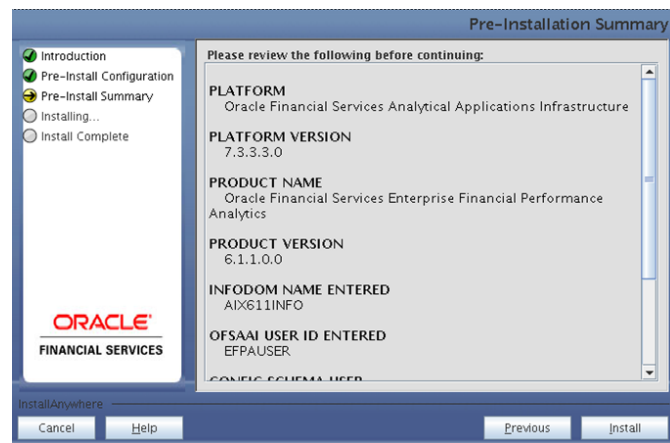 Pre-Installation Summary
Introduction
Pre-Install Configuration
Pre-Install Summary
Installing...
Install Complete
ORACLE
FINANCIAL SERVICES
Please review the following before continuing:
PLATFORM
Oracle Financial Services Analytical Applications Infrastructure
PLATFORM VERSION
7.3.3.3.0
PRODUCT NAME
Oracle Financial Services Enterprise Financial Performance
Analytics
PRODUCT VERSION
6.1.1.0.0
INFODOM NAME ENTERED
AIX611INFO
OFSAAI USER ID ENTERED
EFPAUSER
CONFIG SCHEMA USER
InstallAnywhere
Cancel
Help
Previous
Install